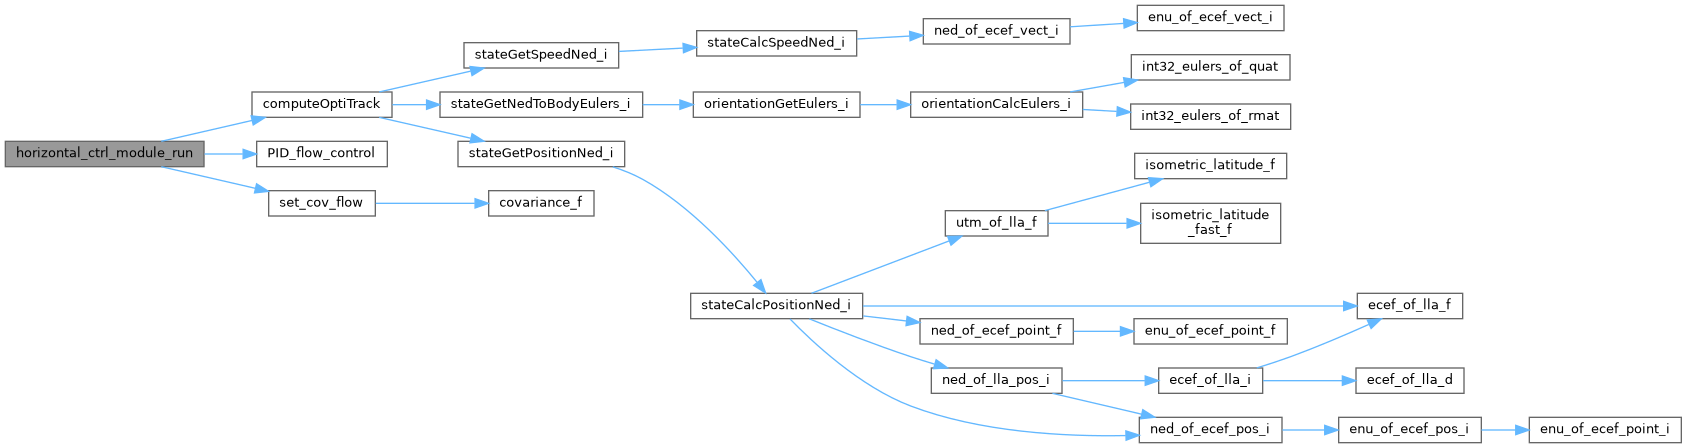 enu_of_ecef_vect_i
ned_of_ecef_vect_i
stateCalcSpeedNed_i
stateGetSpeedNed_i
int32_eulers_of_quat
computeOptiTrack
stateGetNedToBodyEulers_i
orientationGetEulers_i
orientationCalcEulers_i
int32_eulers_of_rmat
horizontal_ctrl_module_run
PID_flow_control
stateGetPositionNed_i
isometric_latitude_f
set_cov_flow
covariance_f
utm_of_lla_f
isometric_latitude
_fast_f
stateCalcPositionNed_i
ecef_of_lla_f
ned_of_ecef_point_f
enu_of_ecef_point_f
ned_of_lla_pos_i
ecef_of_lla_i
ecef_of_lla_d
ned_of_ecef_pos_i
enu_of_ecef_pos_i
enu_of_ecef_point_i